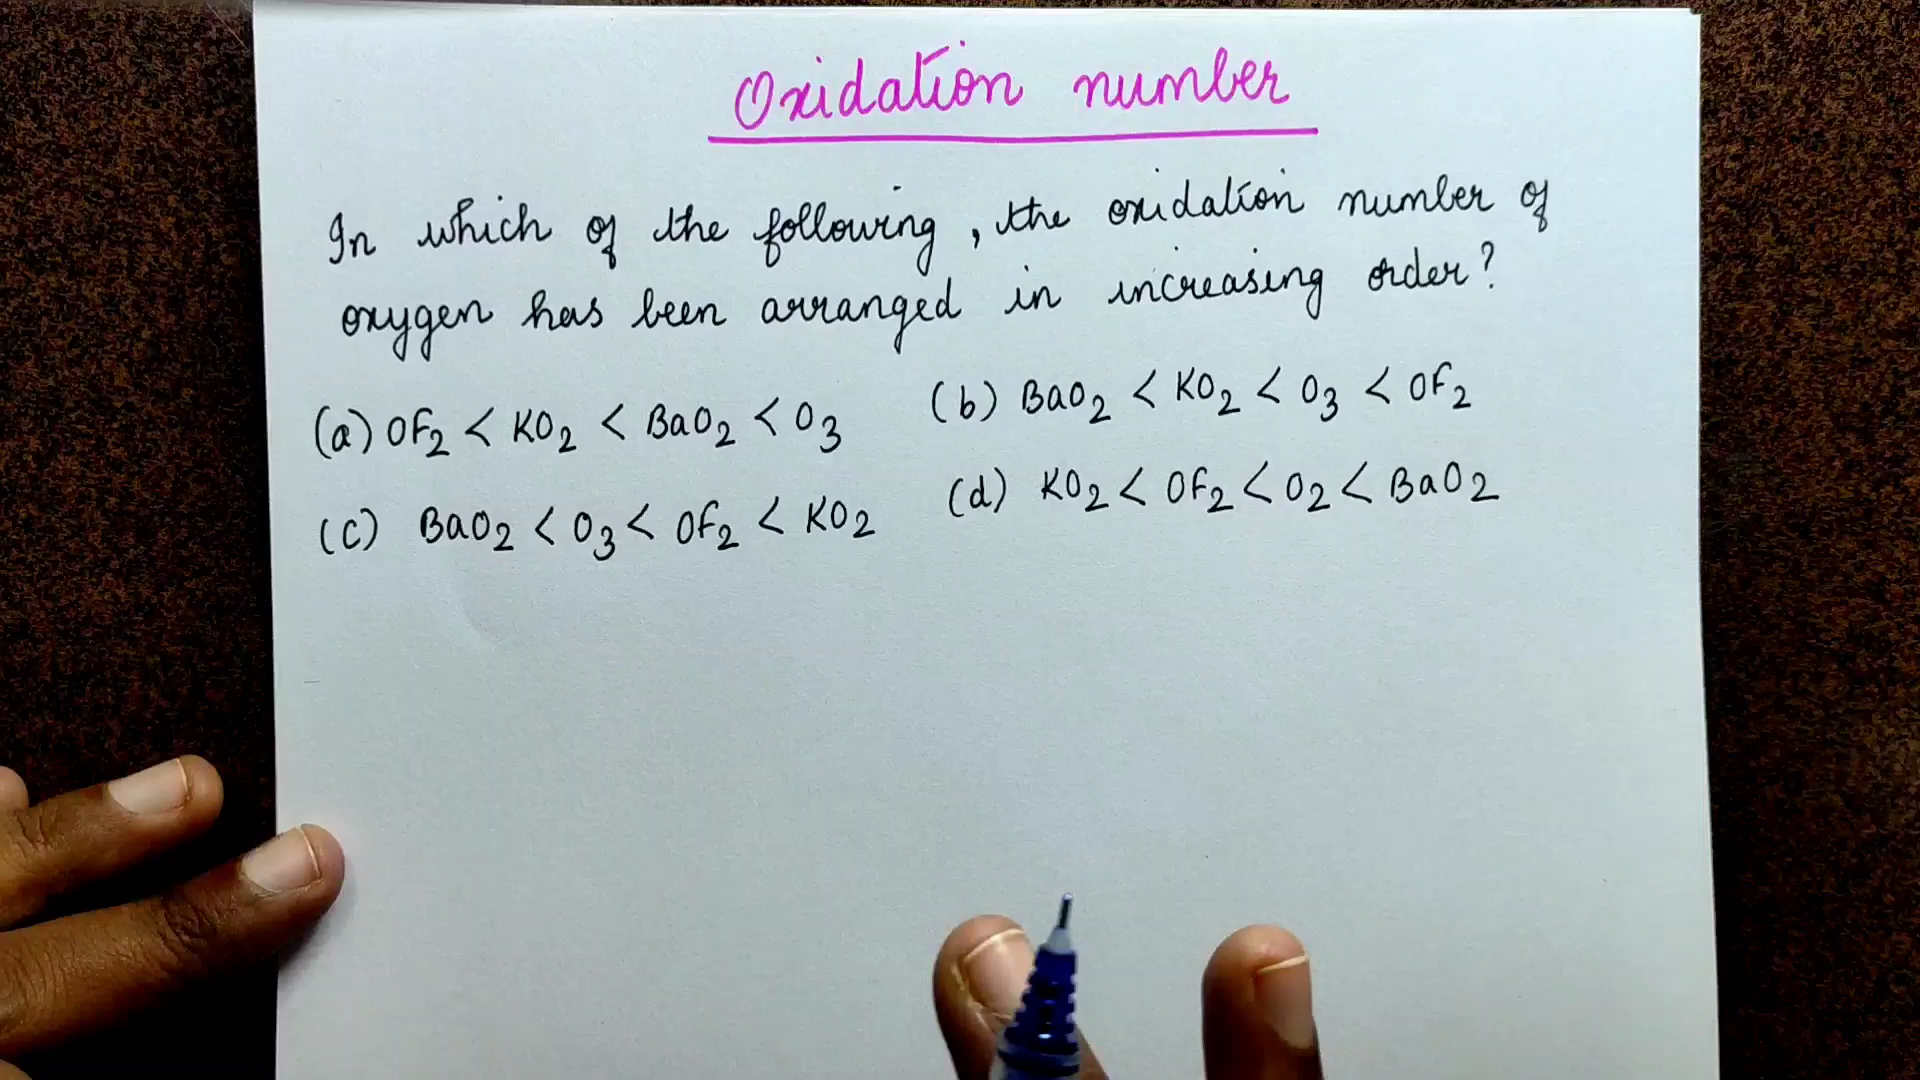 Oxidation number
In which of the following, the oxidation number of
oxygen has been arranged in increasing order?
(a) OF₂ < KO₂ < BaO₂ < O₃
(b) BaO₂ < KO₂ < O₃ < OF₂
(c) BaO₂ < O₃ < OF₂ < KO₂
(d) KO₂ < OF₂ < O₂ < BaO₂